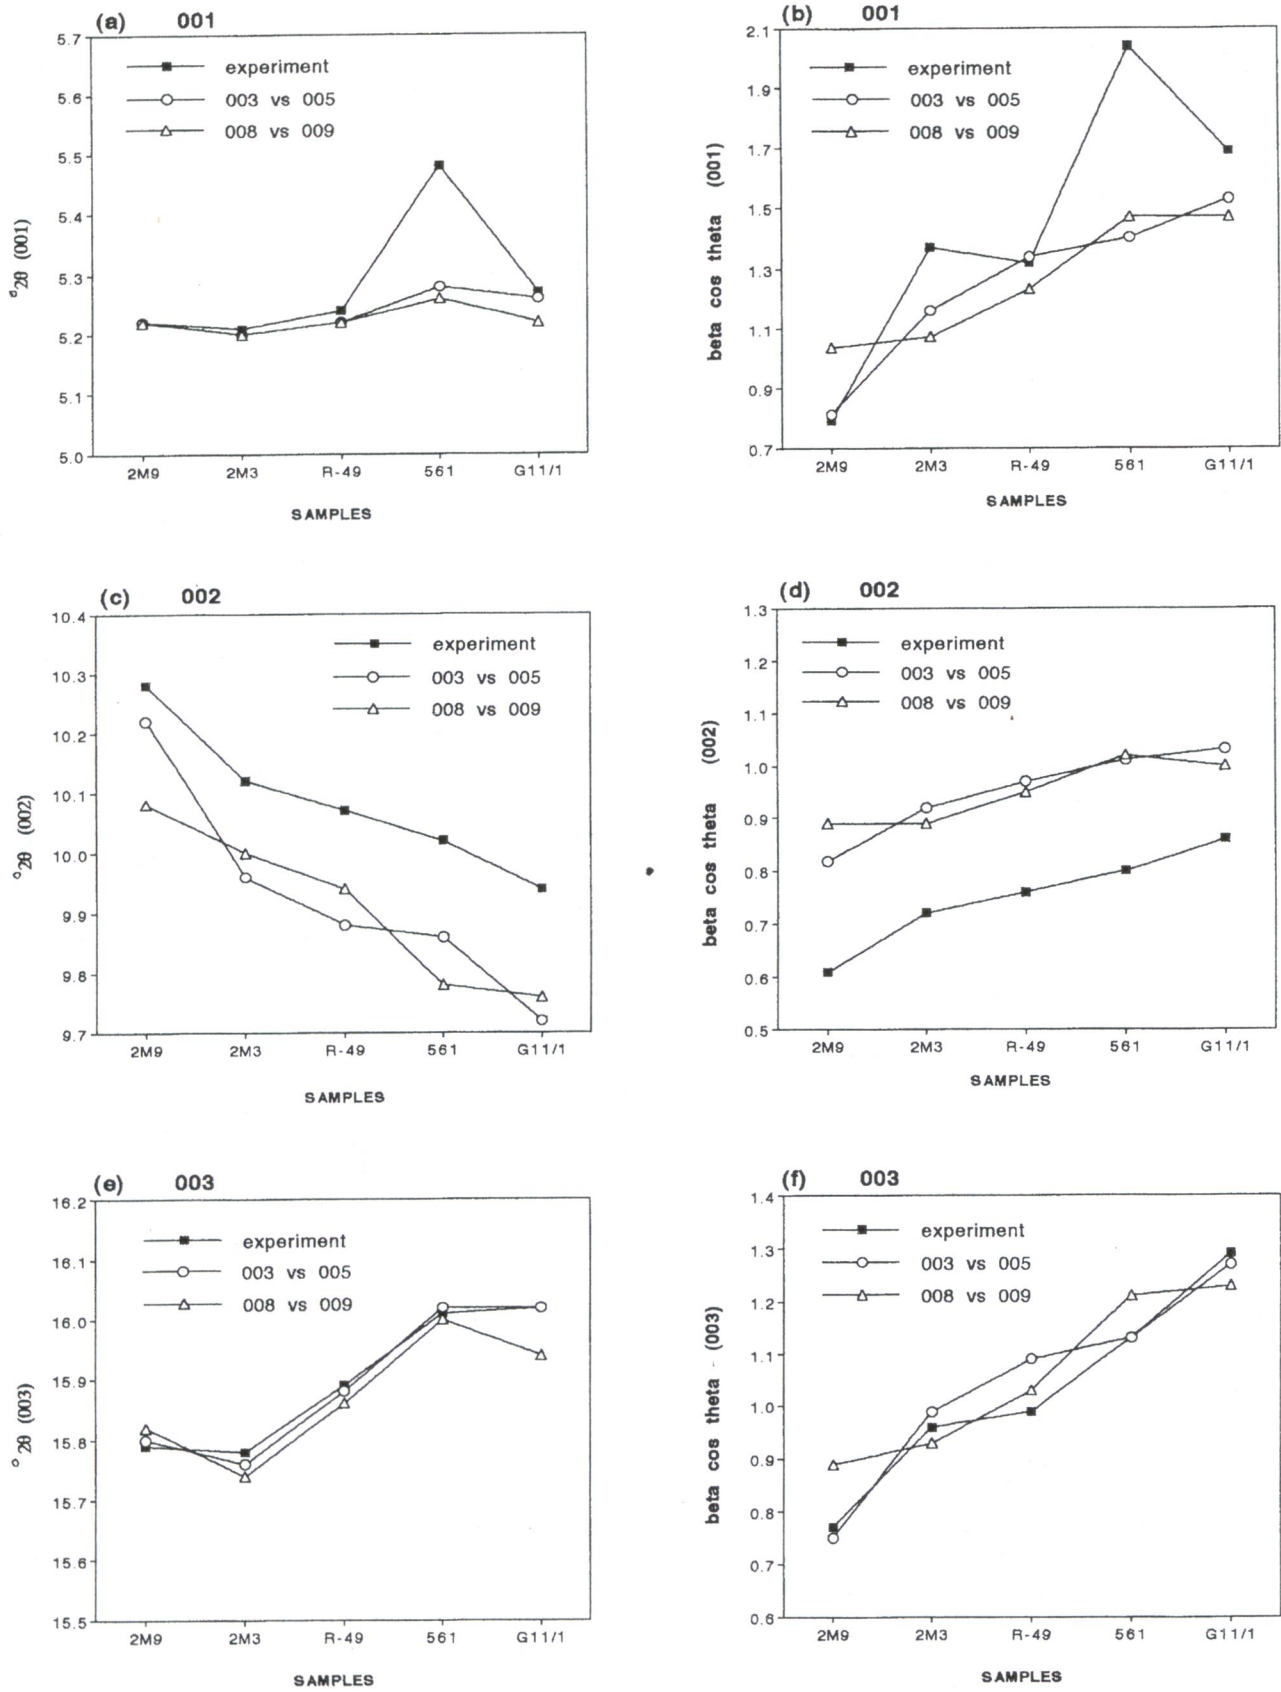 (a) 001
5.7
5.6
5.5
5.4
5.3
5.2
5.1
5.0
°2θ (001)
experiment
003 vs 005
008 vs 009
2M9 2M3 R-49 561 G11/1
SAMPLES
(b) 001
2.1
1.9
1.7
1.5
1.3
1.1
0.9
0.7
beta cos theta (001)
experiment
003 vs 005
008 vs 009
2M9 2M3 R-49 561 G11/1
SAMPLES
(c) 002
10.4
10.3
10.2
10.1
10.0
9.9
9.8
9.7
°2θ (002)
experiment
003 vs 005
008 vs 009
2M9 2M3 R-49 561 G11/1
SAMPLES
(d) 002
1.3
1.2
1.1
1.0
0.9
0.8
0.7
0.6
0.5
beta cos theta (002)
experiment
003 vs 005
008 vs 009
2M9 2M3 R-49 561 G11/1
SAMPLES
(e) 003
16.2
16.1
16.0
15.9
15.8
15.7
15.6
15.5
°2θ (003)
experiment
003 vs 005
008 vs 009
2M9 2M3 R-49 561 G11/1
SAMPLES
(f) 003
1.4
1.3
1.2
1.1
1.0
0.9
0.8
0.7
0.6
beta cos theta (003)
experiment
003 vs 005
008 vs 009
2M9 2M3 R-49 561 G11/1
SAMPLES